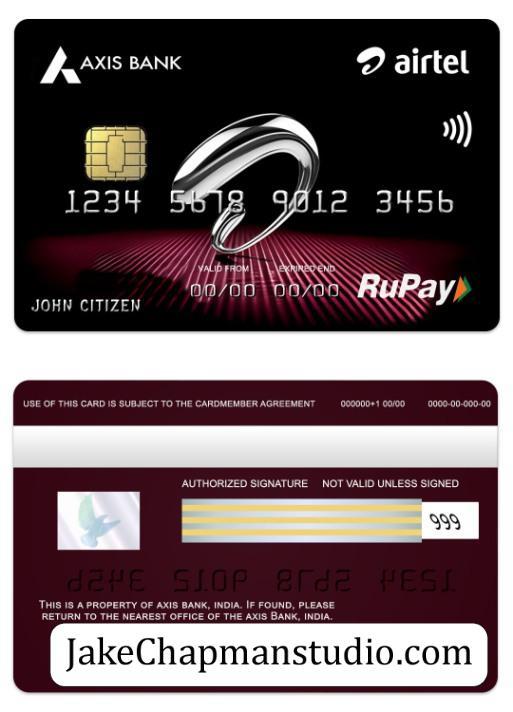 AXIS BANK
airtel
1234 5678 9012 3456
VALID FROM EXPIRED END
00/00 00/00
RuPay
JOHN CITIZEN
USE OF THIS CARD IS SUBJECT TO THE CARDMEMBER AGREEMENT 000000+1 00/00 0000-00-000-00
AUTHORIZED SIGNATURE NOT VALID UNLESS SIGNED
999
THIS IS A PROPERTY OF AXIS BANK, INDIA. IF FOUND, PLEASE
RETURN TO THE NEAREST OFFICE OF THE AXIS BANK, INDIA.
JakeChapmanstudio.com